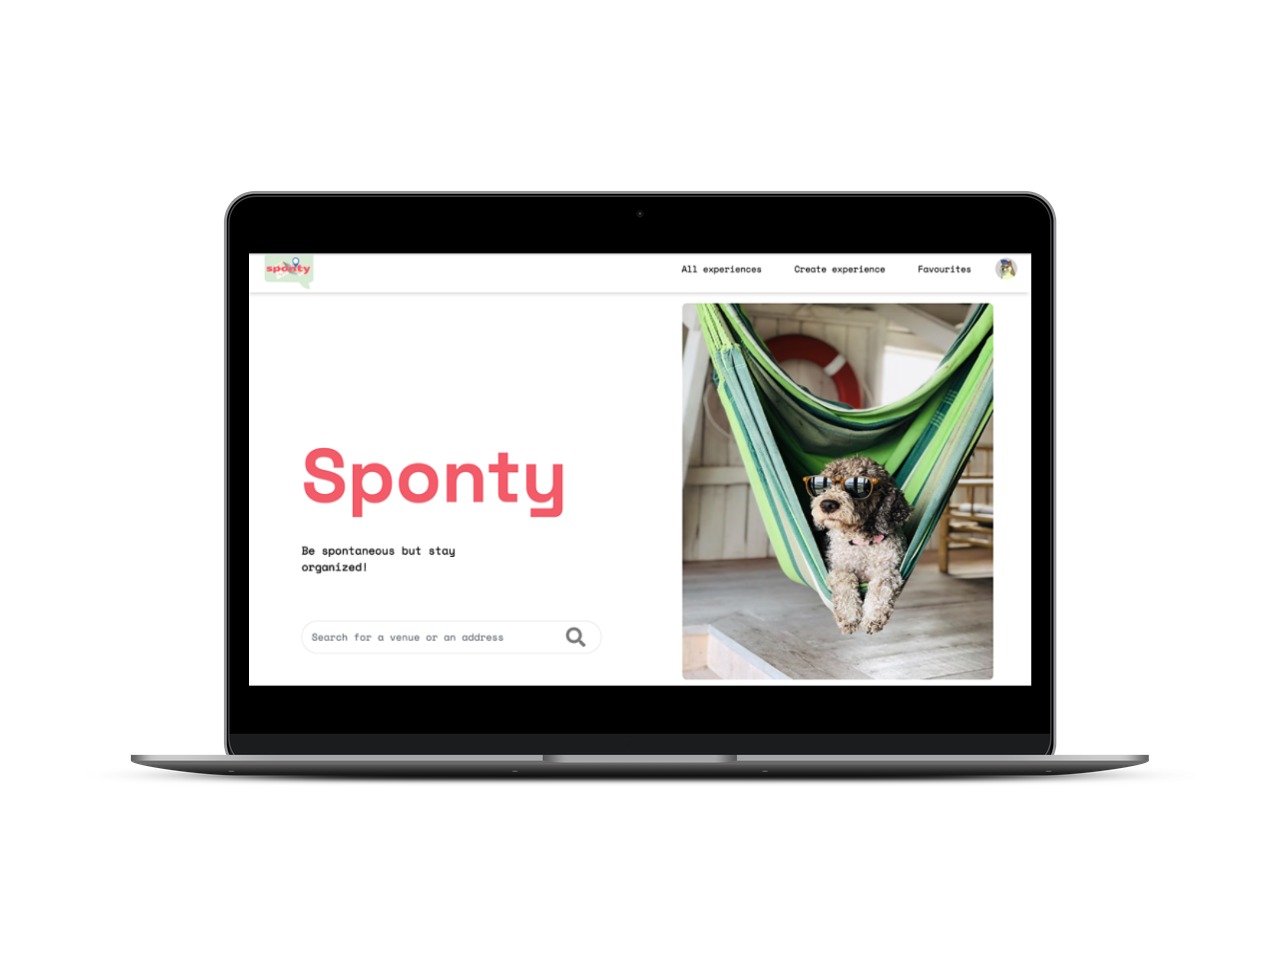 sponty
All experiences Create experience Favourites
Sponty
Be spontaneous but stay
organized!
Search for a venue or an address